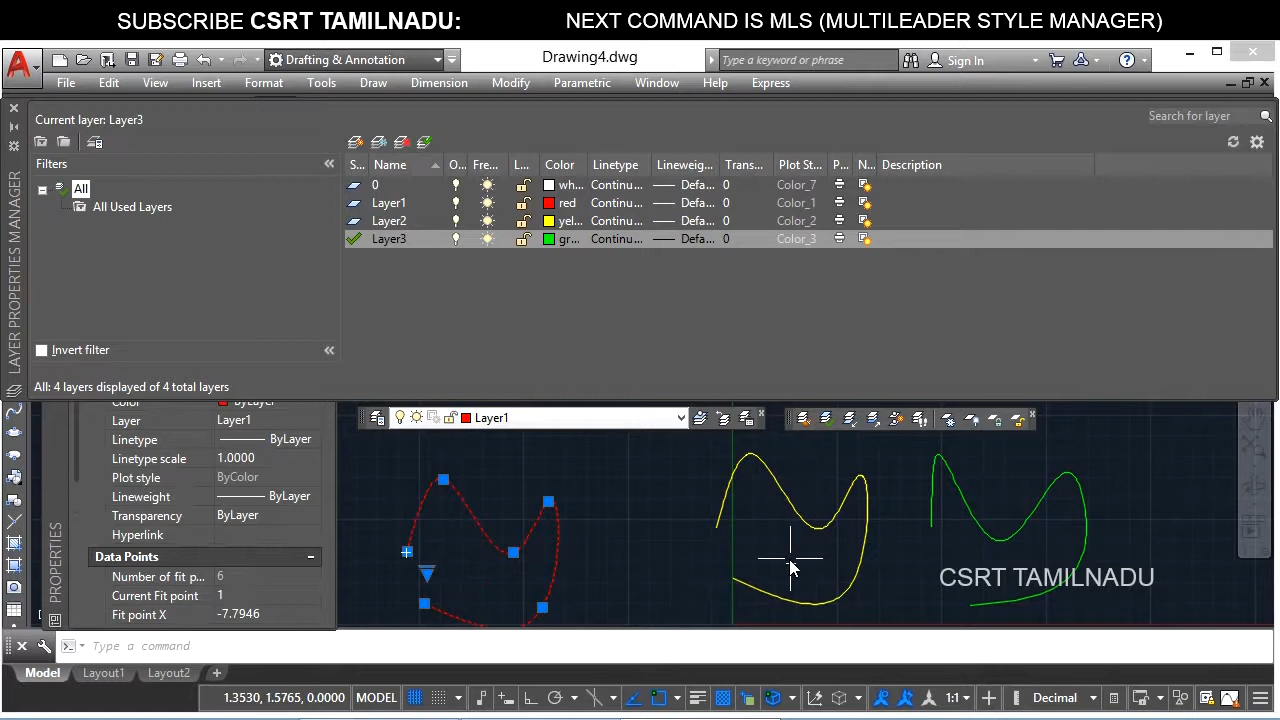 SUBSCRIBE CSRT TAMILNADU: NEXT COMMAND IS MLS (MULTILEADER STYLE MANAGER)
Drafting & Annotation Drawing4.dwg Type a keyword or phrase Sign In
File Edit View Insert Format Tools Draw Dimension Modify Parametric Window Help Express
Current layer: Layer3 Search for layer
Filters S... Name O... Fre... L... Color Linetype Lineweig... Trans... Plot St... P... N... Description
All 0 wh... Continu... Defa... 0 Color_7
All Used Layers Layer1 red Continu... Defa... 0 Color_1
Layer2 yel... Continu... Defa... 0 Color_2
Layer3 gr... Continu... Defa... 0 Color_3
LAYER PROPERTIES MANAGER
Invert filter
All: 4 layers displayed of 4 total layers
Color ByLayer
Layer Layer1 Layer1
Linetype ByLayer
Linetype scale 1.0000
Plot style ByColor
Lineweight ByLayer
Transparency ByLayer
Hyperlink
Data Points
Number of fit p... 6
Current Fit point 1
Fit point X -7.7946
PROPERTIES
CSRT TAMILNADU
Type a command
Model Layout1 Layout2 +
1.3530, 1.5765, 0.0000 MODEL 1:1 Decimal